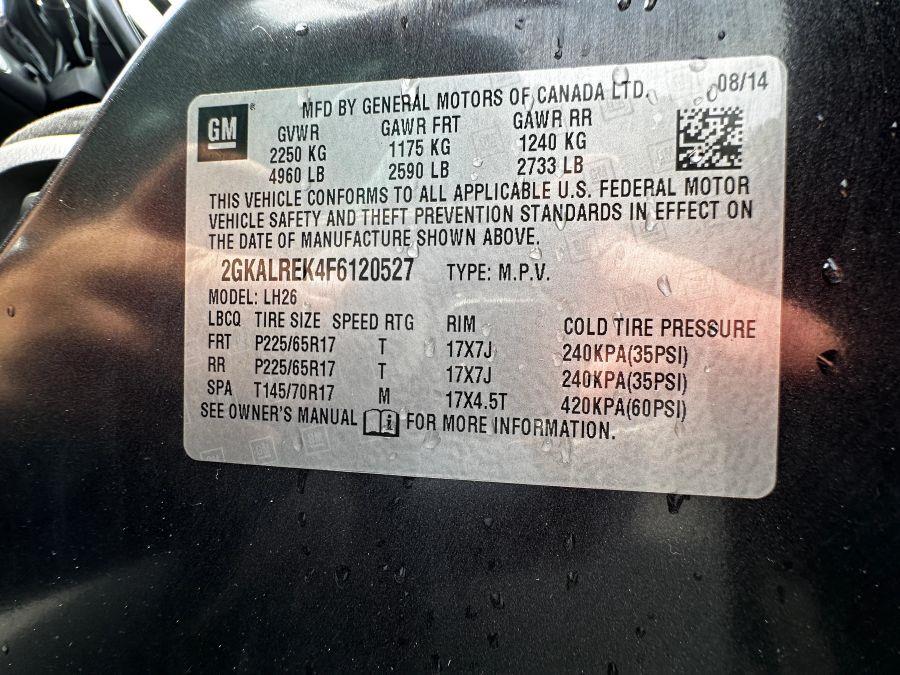 GM ®
MFD BY GENERAL MOTORS OF CANADA LTD. 08/14
GVWR GAWR FRT GAWR RR
2250 KG 1175 KG 1240 KG
4960 LB 2590 LB 2733 LB
THIS VEHICLE CONFORMS TO ALL APPLICABLE U.S. FEDERAL MOTOR
VEHICLE SAFETY AND THEFT PREVENTION STANDARDS IN EFFECT ON
THE DATE OF MANUFACTURE SHOWN ABOVE.
2GKALREK4F6120527 TYPE: M.P.V.
MODEL: LH26
LBCQ TIRE SIZE SPEED RTG RIM COLD TIRE PRESSURE
FRT P225/65R17 T 17X7J 240KPA(35PSI)
RR P225/65R17 T 17X7J 240KPA(35PSI)
SPA T145/70R17 M 17X4.5T 420KPA(60PSI)
SEE OWNER'S MANUAL i FOR MORE INFORMATION.